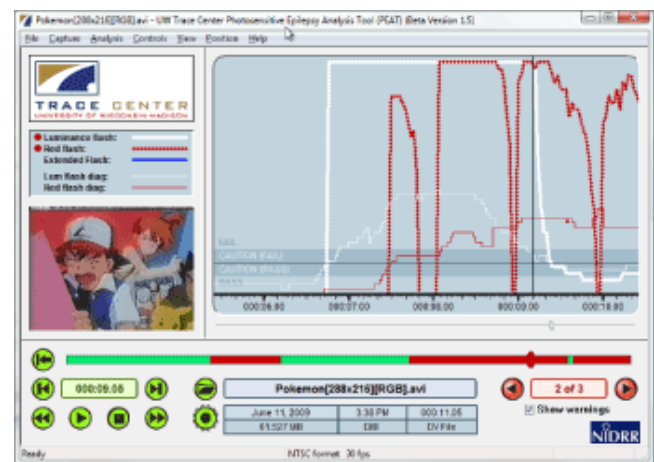 Pokemon[288x216][RGB].avi - UW Trace Center Photosensitive Epilepsy Analysis Tool (PEAT) (Beta Version 1.5)
File Capture Analysis Controls View Position Help
TRACE CENTER
UNIVERSITY OF WISCONSIN-MADISON
Luminance flash:
Red flash:
Extended Flash:
Lum flash diag:
Red flash diag:
FAIL
CAUTION (FAIL)
CAUTION (PASS)
PASS
000:06.00 000:07.00 000:08.00 000:09.00 000:10.00
000:09.06
Pokemon[288x216][RGB].avi
2 of 3
June 11, 2009 3:38 PM 000:11.05
61.527 MB DIB DV File
Show warnings
NIDRR
Ready NTSC format 30 fps